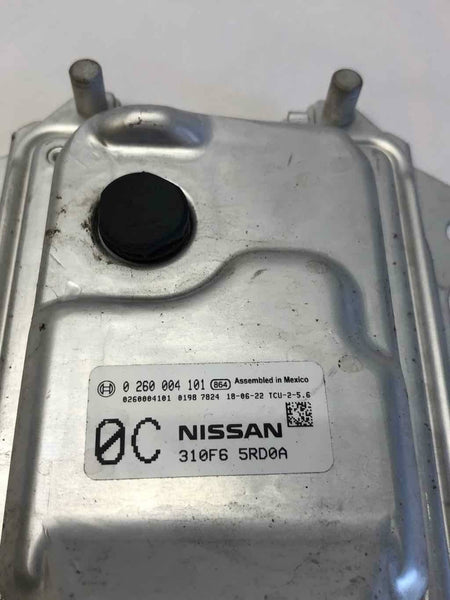 0 260 004 101 864 Assembled in Mexico
0260004101 0198 7824 18-06-22 TCU-2-5.6
0C NISSAN
310F6 5RD0A